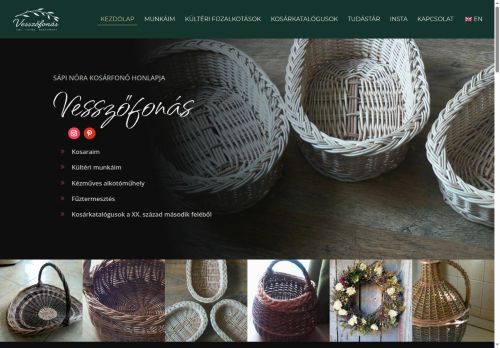 Vesszőfonás
KEZDŐLAP MUNKÁIM KÜLTÉRI FŰZALKOTÁSOK KOSÁRKATALÓGUSOK TUDÁSTÁR INSTA KAPCSOLAT EN
SÁPI NÓRA KOSÁRFONÓ HONLAPJA
Vesszőfonás
Kosaraim
Kültéri munkáim
Kézműves alkotóműhely
Fűztermesztés
Kosárkatalógusok a XX. század második feléből